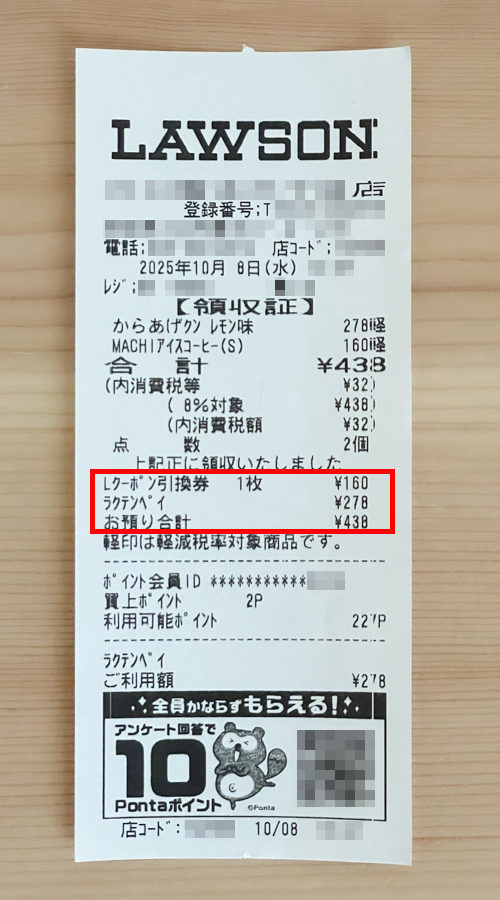 LAWSON
店
登録番号;T
電話; 店コード;
2025年10月 8日(水)
レジ;
【領収証】
からあげクン レモン味 278軽
MACHIアイスコーヒー(S) 160軽
合 計 ¥438
(内消費税等 ¥32)
( 8%対象 ¥438)
(内消費税額 ¥32)
点 数 2個
上記正に領収いたしました
Lクーポン引換券 1枚 ¥160
ラクテンペイ ¥278
お預り合計 ¥438
軽印は軽減税率対象商品です。
ポイント会員ID ***********
買上ポイント 2P
利用可能ポイント 227P
ラクテンペイ
ご利用額 ¥278
全員かならずもらえる!
アンケート回答で
10
Pontaポイント
©Ponta
店コード: 10/08